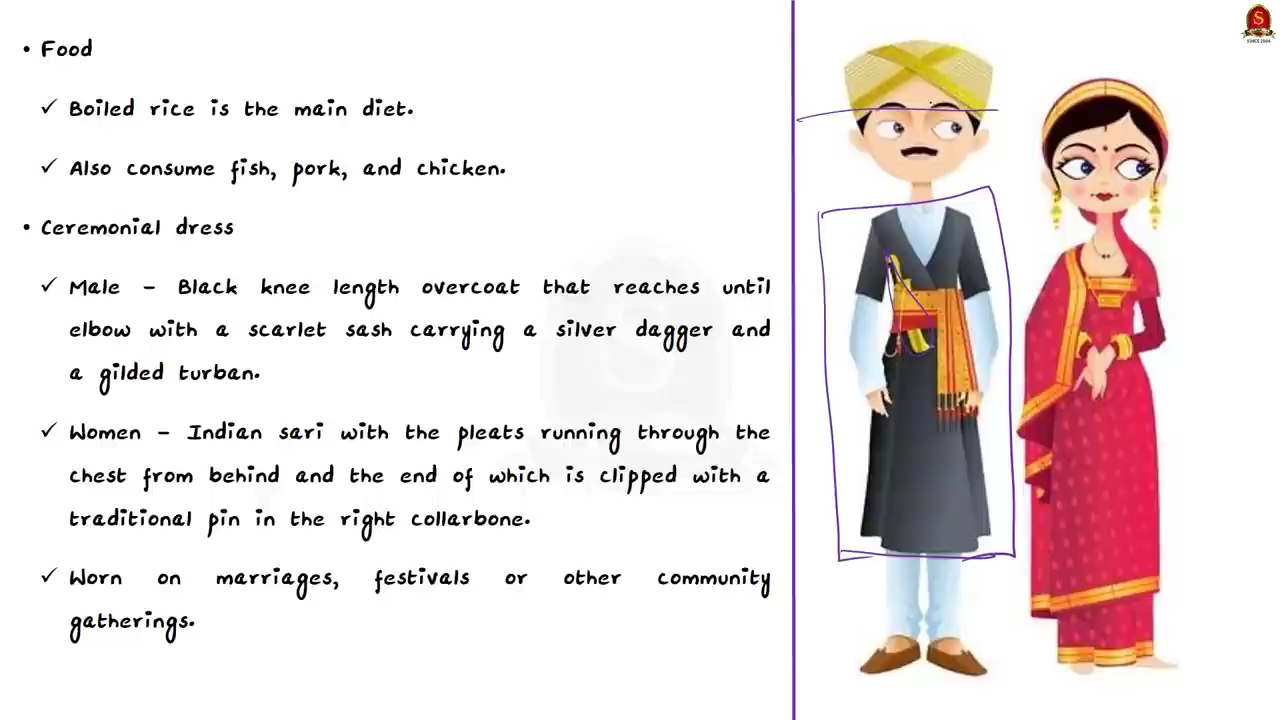 • Food
✓ Boiled rice is the main diet.
✓ Also consume fish, pork, and chicken.
• Ceremonial dress
✓ Male – Black knee length overcoat that reaches until
elbow with a scarlet sash carrying a silver dagger and
a gilded turban.
✓ Women – Indian sari with the pleats running through the
chest from behind and the end of which is clipped with a
traditional pin in the right collarbone.
✓ Worn on marriages, festivals or other community
gatherings.
S
SINCE 2004